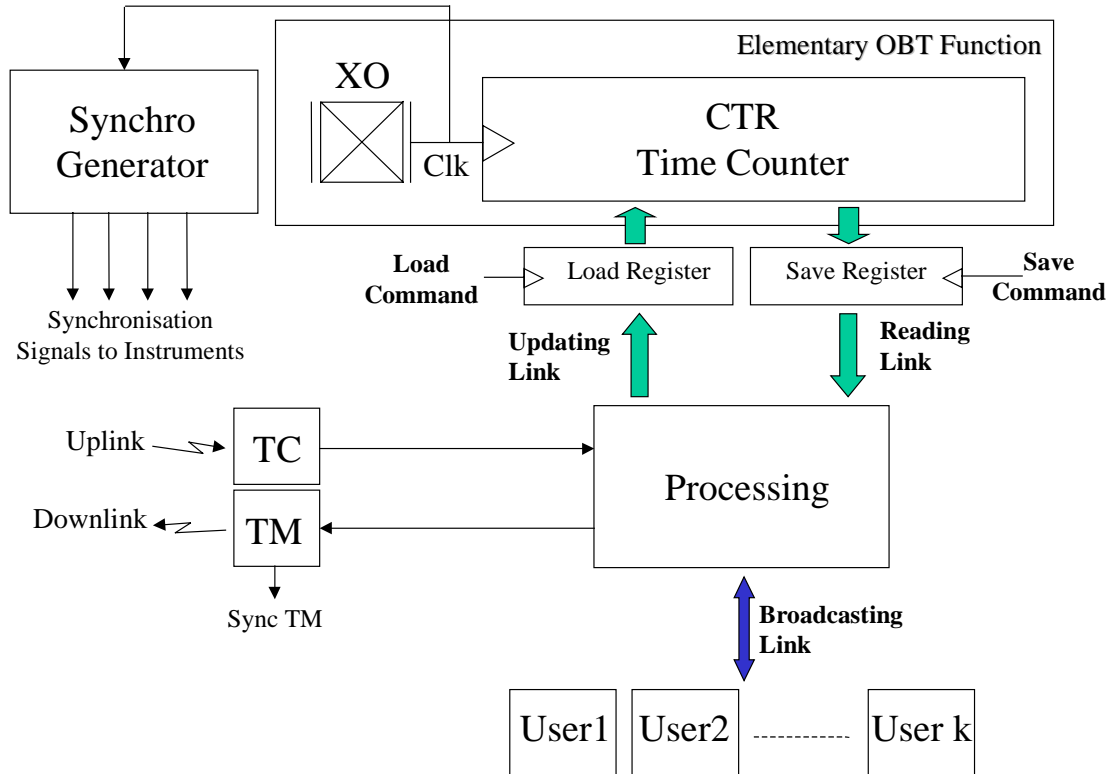 Elementary OBT Function
XO
Synchro
Generator
CTR
Time Counter
Clk
Load
Command
Load Register
Save Register
Save
Command
Synchronisation
Signals to Instruments
Updating
Link
Reading
Link
Uplink
TC
Processing
Downlink
TM
Sync TM
Broadcasting
Link
User1
User2
User k